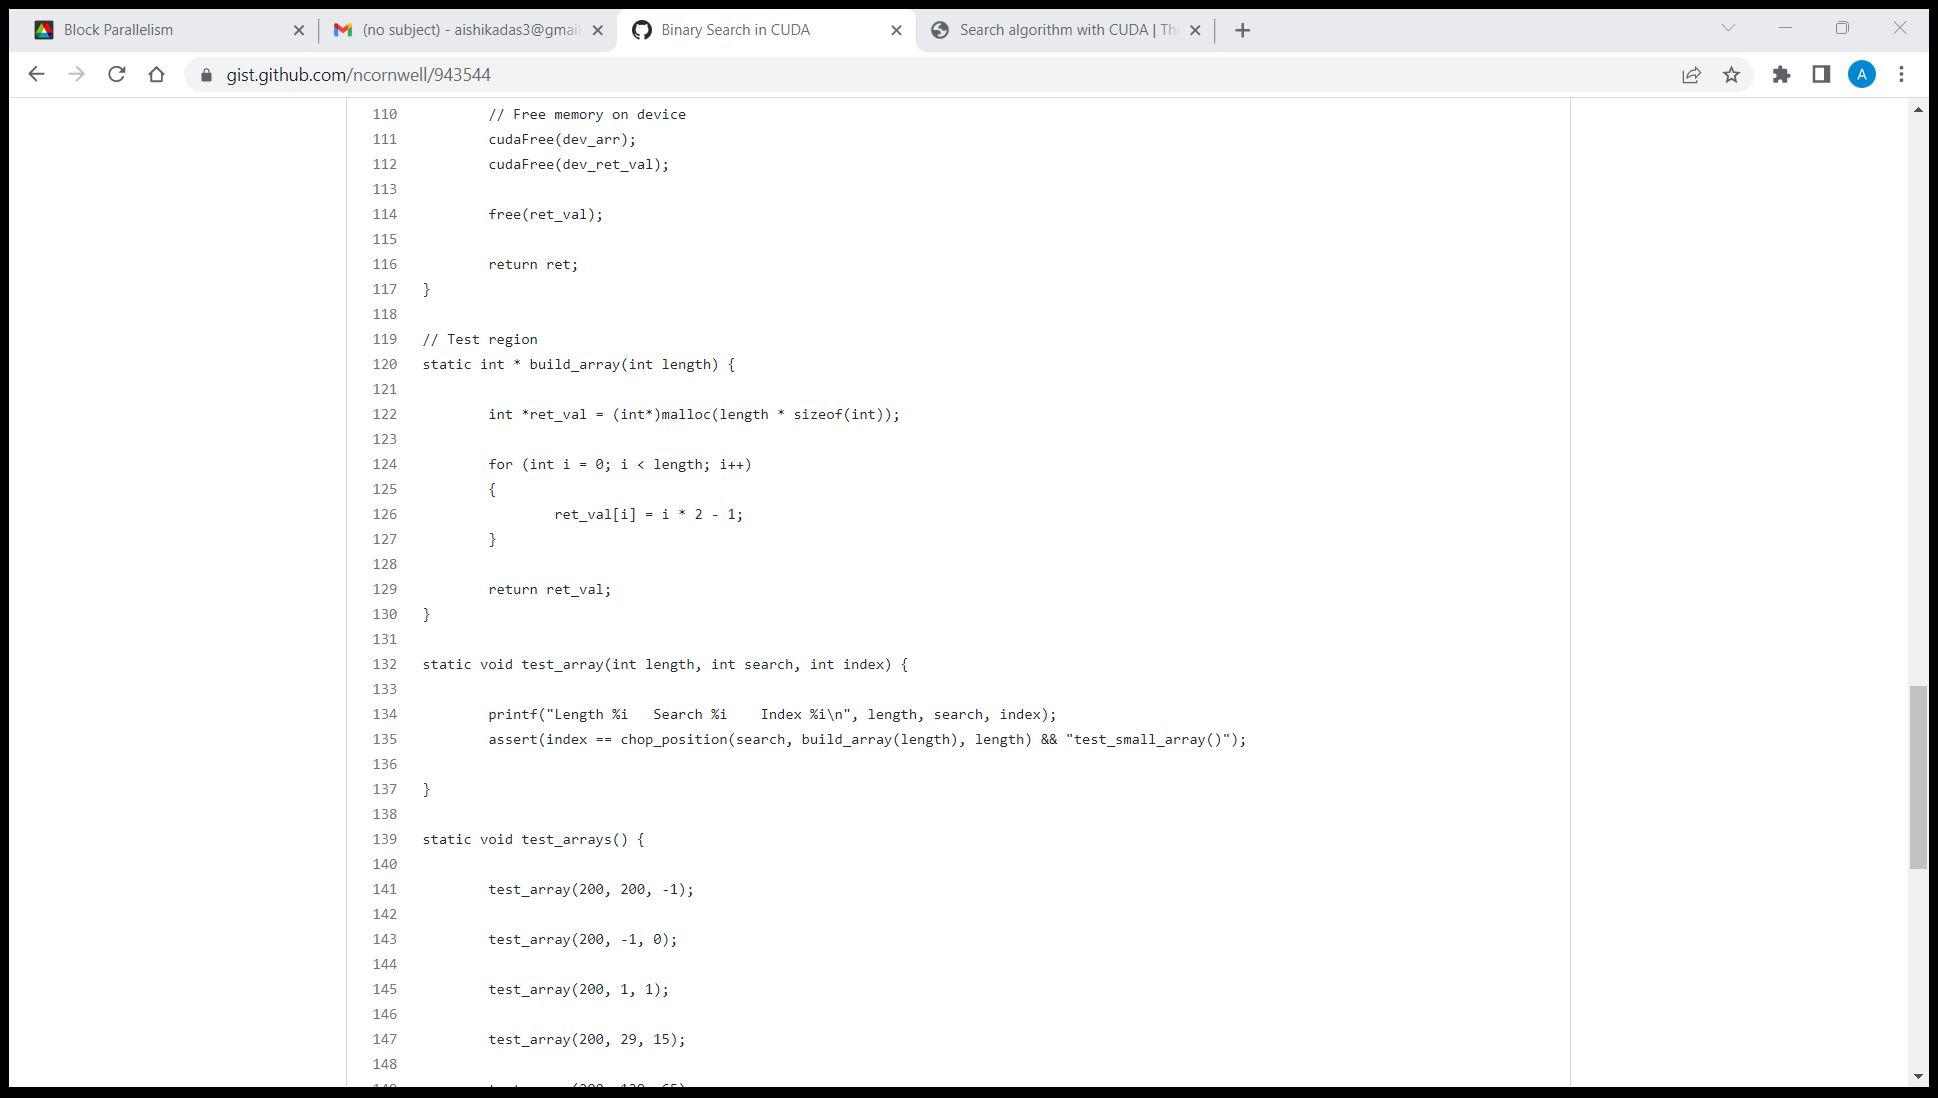 Block Parallelism
(no subject) - aishikadas3@gmail
Binary Search in CUDA
Search algorithm with CUDA | Th
gist.github.com/ncornwell/943544
A
110 // Free memory on device
111 cudaFree(dev_arr);
112 cudaFree(dev_ret_val);
113
114 free(ret_val);
115
116 return ret;
117 }
118
119 // Test region
120 static int * build_array(int length) {
121
122 int *ret_val = (int*)malloc(length * sizeof(int));
123
124 for (int i = 0; i < length; i++)
125 {
126 ret_val[i] = i * 2 - 1;
127 }
128
129 return ret_val;
130 }
131
132 static void test_array(int length, int search, int index) {
133
134 printf("Length %i   Search %i    Index %i\n", length, search, index);
135 assert(index == chop_position(search, build_array(length), length) && "test_small_array()");
136
137 }
138
139 static void test_arrays() {
140
141 test_array(200, 200, -1);
142
143 test_array(200, -1, 0);
144
145 test_array(200, 1, 1);
146
147 test_array(200, 29, 15);
148